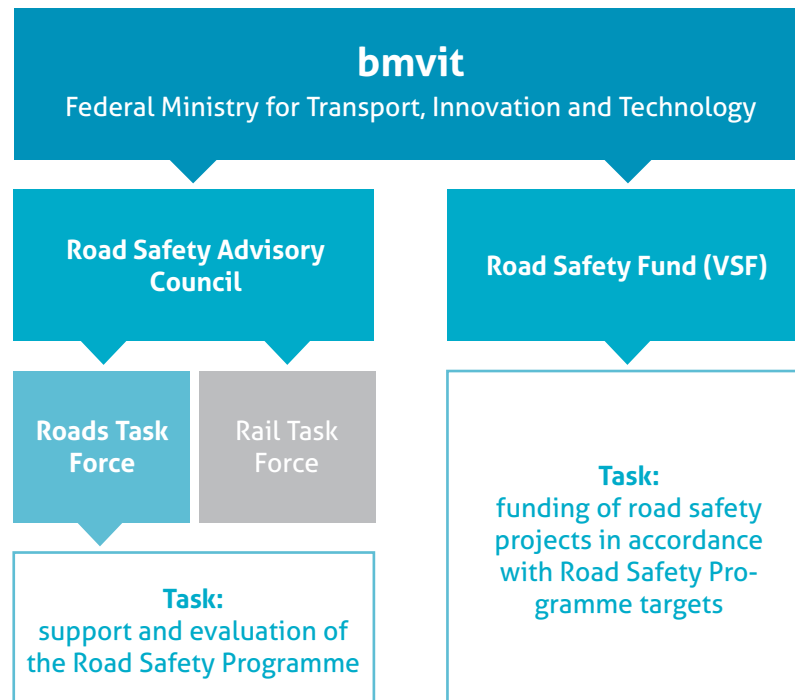 bmvit
Federal Ministry for Transport, Innovation and Technology
Road Safety Advisory
Council
Road Safety Fund (VSF)
Roads Task
Force
Rail Task
Force
Task:
support and evaluation of
the Road Safety Programme
Task:
funding of road safety
projects in accordance
with Road Safety Pro-
gramme targets